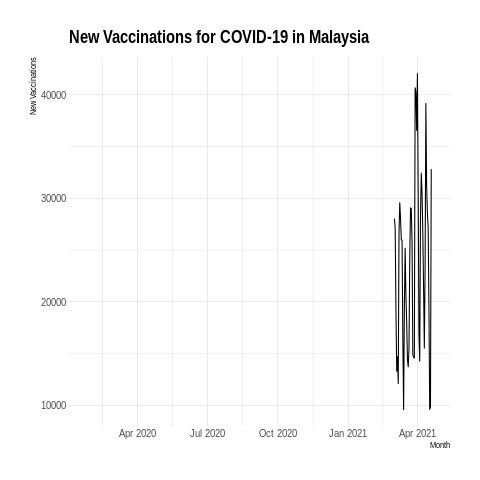 New Vaccinations for COVID-19 in Malaysia
New Vaccinations
40000
30000
20000
10000
Apr 2020 Jul 2020 Oct 2020 Jan 2021 Apr 2021
Month